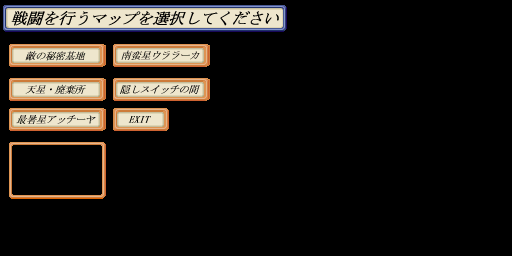 戦闘を行うマップを選択してください
敵の秘密基地
南蛮星ウララーカ
天星・廃棄所
隠しスイッチの間
最暑星アッチーヤ
EXIT